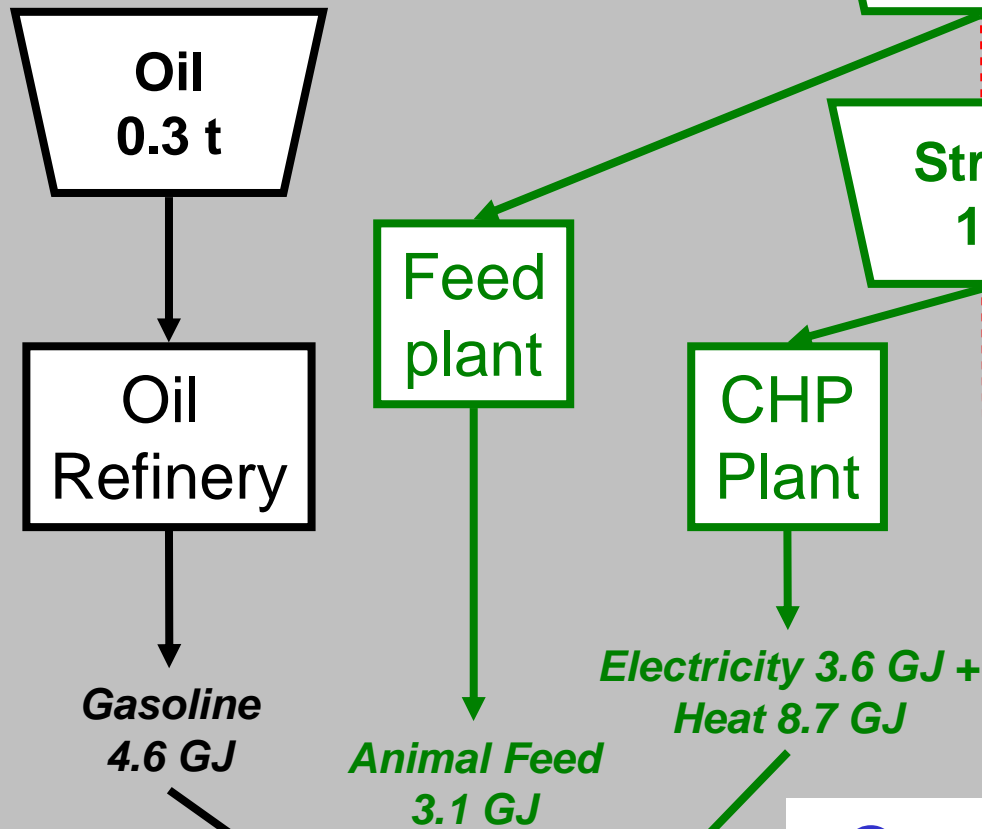 Oil
0.3 t
Feed
plant
Oil
Refinery
CHP
Plant
Gasoline
4.6 GJ
Animal Feed
3.1 GJ
Electricity 3.6 GJ +
Heat 8.7 GJ